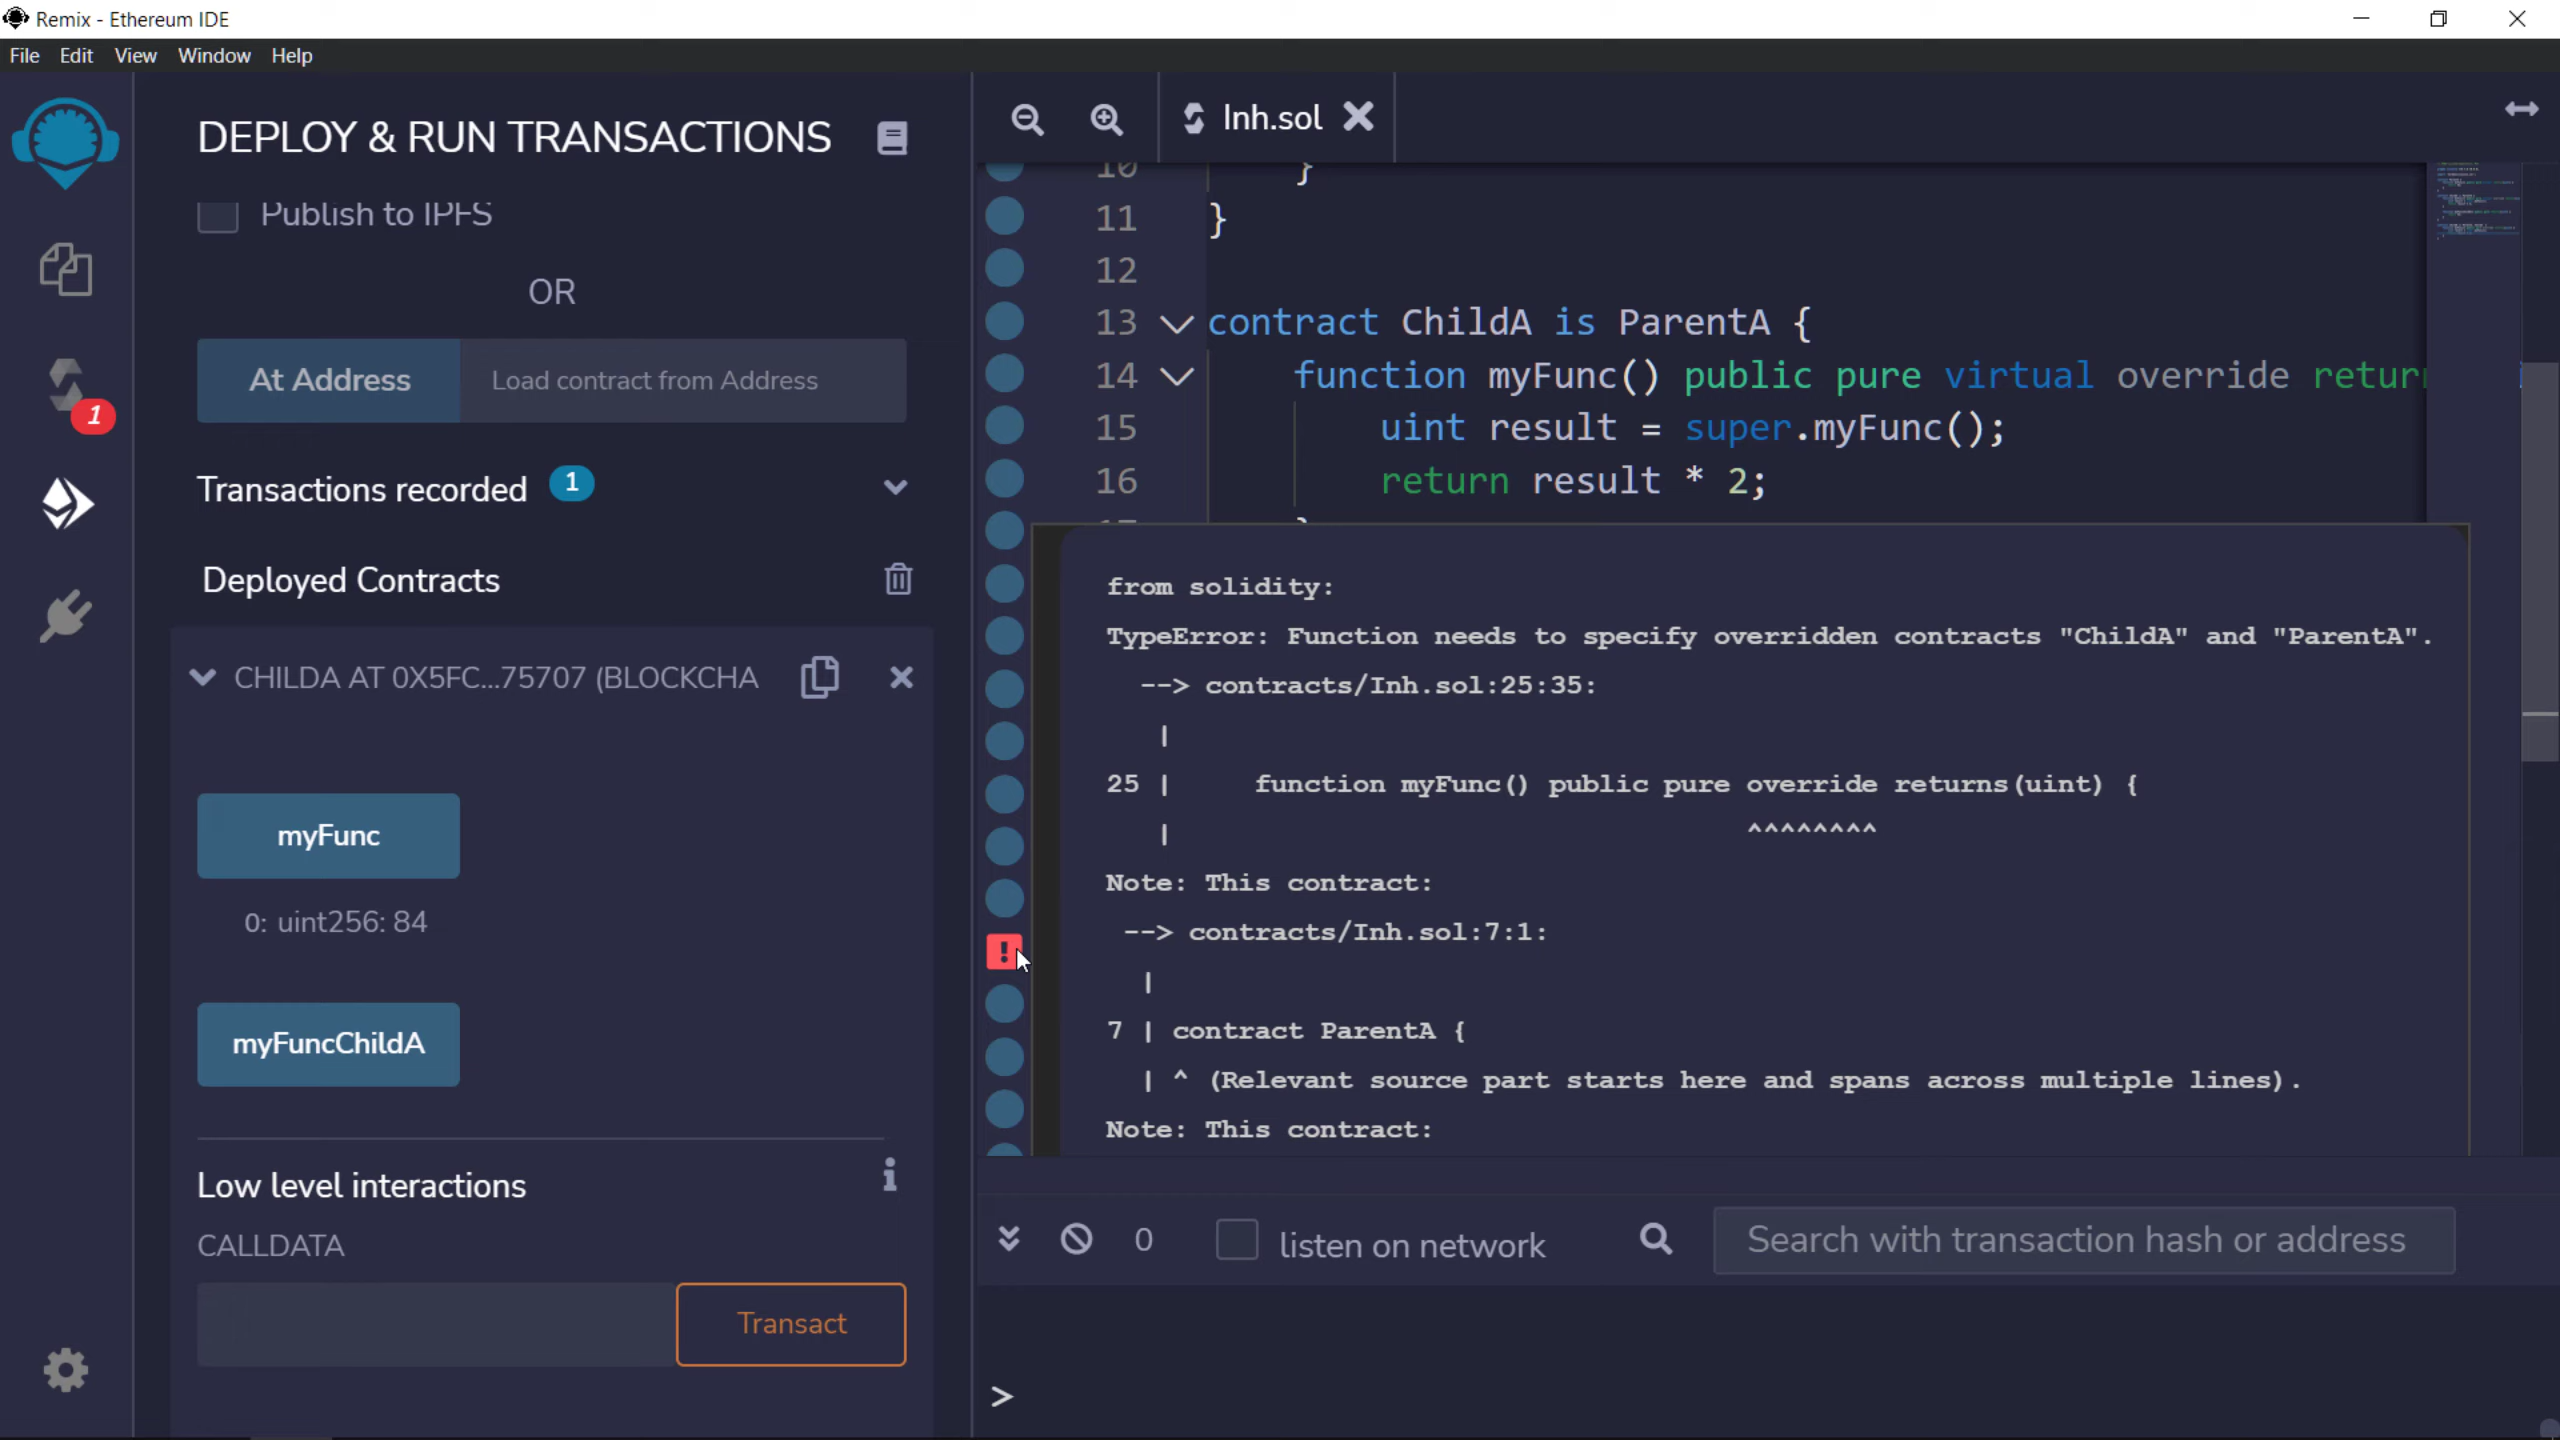 Remix - Ethereum IDE
File Edit View Window Help
DEPLOY & RUN TRANSACTIONS
Publish to IPFS
OR
At Address Load contract from Address
Transactions recorded 1
Deployed Contracts
CHILDA AT 0X5FC...75707 (BLOCKCHA
myFunc
0: uint256: 84
myFuncChildA
Low level interactions
i
CALLDATA
Transact
1
Inh.sol
10 }
11 }
12
13 contract ChildA is ParentA {
14 function myFunc() public pure virtual override return
15 uint result = super.myFunc();
16 return result * 2;
from solidity:
TypeError: Function needs to specify overridden contracts "ChildA" and "ParentA".
--> contracts/Inh.sol:25:35:
|
25 | function myFunc() public pure override returns(uint) {
| ^^^^^^^^
Note: This contract:
--> contracts/Inh.sol:7:1:
|
7 | contract ParentA {
| ^ (Relevant source part starts here and spans across multiple lines).
Note: This contract:
0 listen on network Search with transaction hash or address
>